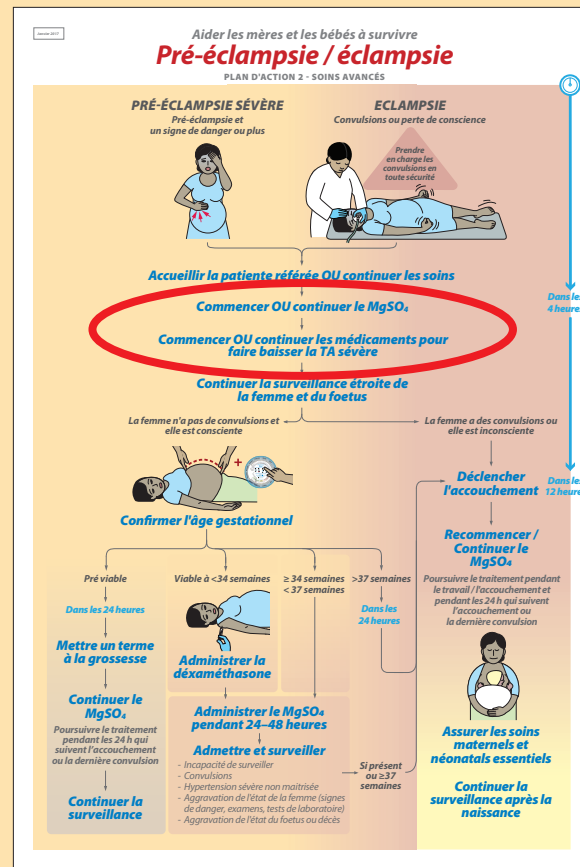 Janvier 2017
Aider les mères et les bébés à survivre
Pré-éclampsie / éclampsie
PLAN D'ACTION 2 - SOINS AVANCÉS
PRÉ-ÉCLAMPSIE SÉVÈRE
Pré-éclampsie et
un signe de danger ou plus
ECLAMPSIE
Convulsions ou perte de conscience
Prendre
en charge les
convulsions en
toute sécurité
Accueillir la patiente référée OU continuer les soins
Commencer OU continuer le MgSO₄
Commencer OU continuer les médicaments pour
faire baisser la TA sévère
Dans les
4 heures
Continuer la surveillance étroite de
la femme et du foetus
La femme n'a pas de convulsions et
elle est consciente
La femme a des convulsions ou
elle est inconsciente
+
Confirmer l'âge gestationnel
Déclencher
l'accouchement
Dans les
12 heures
Recommencer /
Continuer le
MgSO₄
Poursuivre le traitement pendant
le travail / l'accouchement et
pendant les 24 h qui suivent
l'accouchement ou
la dernière convulsion
Pré viable
Dans les 24 heures
Mettre un terme
à la grossesse
Continuer le
MgSO₄
Poursuivre le traitement
pendant les 24 h qui
suivent l'accouchement
ou la dernière convulsion
Continuer la
surveillance
Viable à <34 semaines
Administrer la
déxaméthasone
≥ 34 semaines
< 37 semaines
>37 semaines
Dans les
24 heures
Administrer le MgSO₄
pendant 24–48 heures
Admettre et surveiller
- Incapacité de surveiller
- Convulsions
- Hypertension sévère non maitrisée
- Aggravation de l'état de la femme (signes
de danger, examens, tests de laboratoire)
- Aggravation de l'état du foetus ou décès
Si présent
ou ≥37
semaines
Assurer les soins
maternels et
néonatals essentiels
Continuer la
surveillance après la
naissance